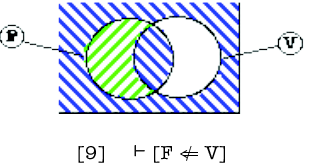 P V
[9] ⊢ [F ⇍ V]